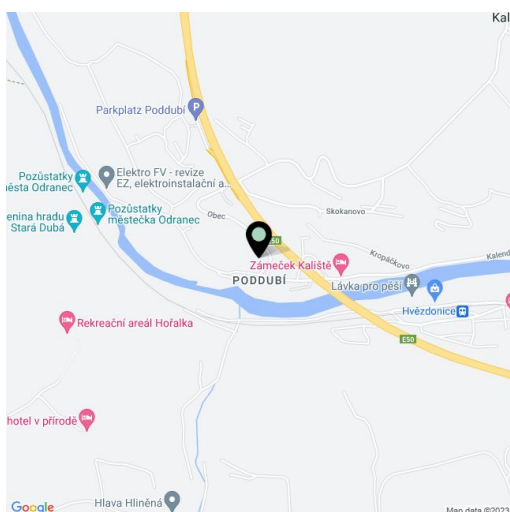 Kal
Parkplatz Poddubí
P
Pozůstatky
města Odranec
Elektro FV - revize
EZ, elektroinstalační a...
Pozůstatky
městečka Odranec
enina hradu
Stará Dubá
Obec
Skokanovo
E50
Kropáčkovo
Kalend
Zámeček Kaliště
PODDUBÍ
Lávka pro pěší
Hvězdonice
Rekreační areál Hořalka
E50
hotel v přírodě
Hlava Hliněná
Google
Map data ©2023